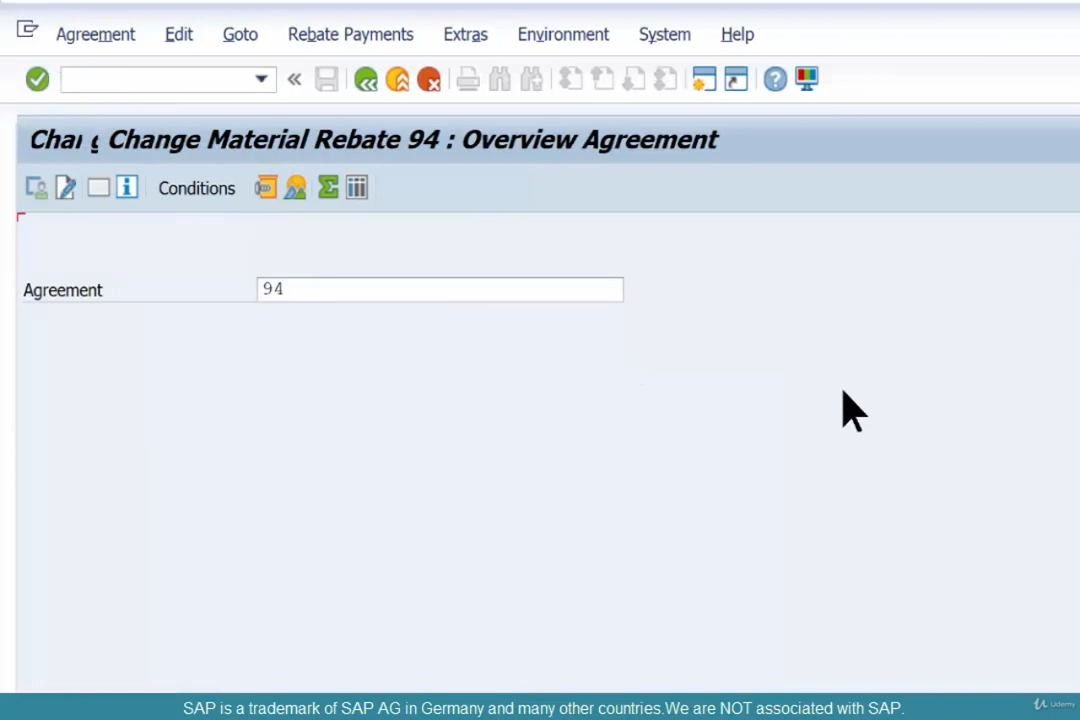 Agreement Edit Goto Rebate Payments Extras Environment System Help
Change Material Rebate 94 : Overview Agreement
Conditions
Agreement 94
SAP is a trademark of SAP AG in Germany and many other countries.We are NOT associated with SAP.
Udemy